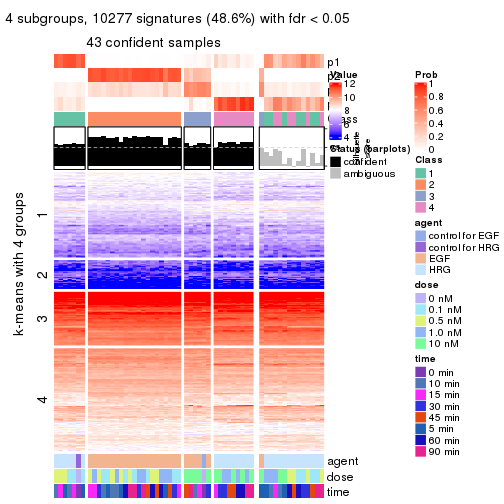 4 subgroups, 10277 signatures (48.6%) with fdr < 0.05
43 confident samples
p1
Value
12
10
8
6
4
Status (barplots)
confident
ambiguous
k-means with 4 groups
1
2
3
4
agent
dose
time
Prob
1
0.8
0.6
0.4
0.2
0
Class
1
2
3
4
agent
control for EGF
control for HRG
EGF
HRG
dose
0 nM
0.1 nM
0.5 nM
1.0 nM
10 nM
time
0 min
10 min
15 min
30 min
45 min
5 min
60 min
90 min